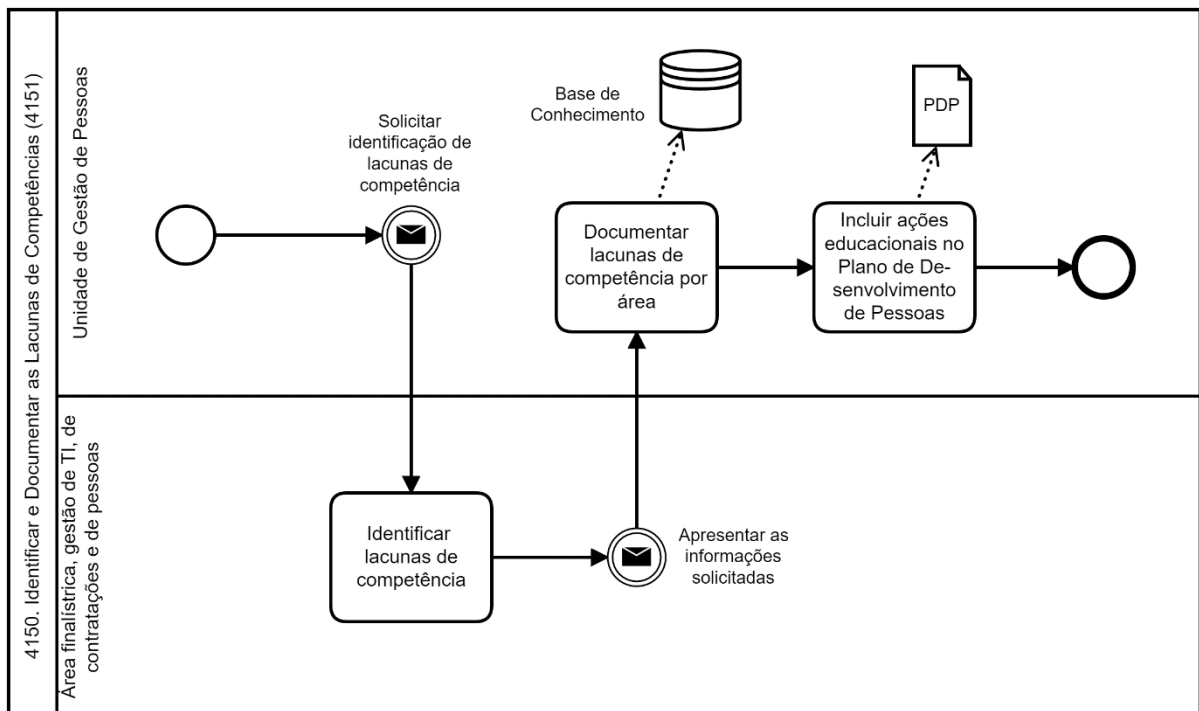 4150. Identificar e Documentar as Lacunas de Competências (4151)
Unidade de Gestão de Pessoas
Solicitar
identificação de
lacunas de
competência
Base de
Conhecimento
PDP
Documentar
lacunas de
competência por
área
Incluir ações
educacionais no
Plano de De-
senvolvimento
de Pessoas
Área finalístrica, gestão de TI, de
contratações e de pessoas
Identificar
lacunas de
competência
Apresentar as
informações
solicitadas